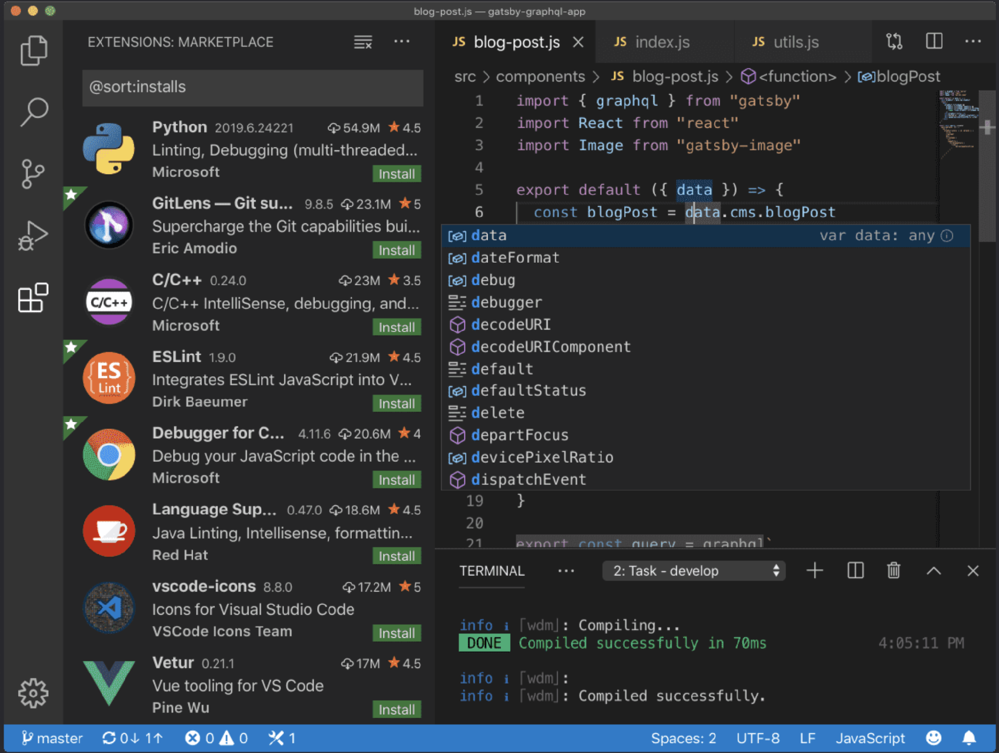 blog-post.js — gatsby-graphql-app
EXTENSIONS: MARKETPLACE
@sort:installs
Python 2019.6.24221 54.9M 4.5
Linting, Debugging (multi-threaded...
Microsoft Install
GitLens — Git su... 9.8.5 23.1M 5
Supercharge the Git capabilities bui...
Eric Amodio Install
C/C++
C/C++ 0.24.0 23M 3.5
C/C++ IntelliSense, debugging, and...
Microsoft Install
ES
Lint
ESLint 1.9.0 21.9M 4.5
Integrates ESLint JavaScript into V...
Dirk Baeumer Install
Debugger for C... 4.11.6 20.6M 4
Debug your JavaScript code in the ...
Microsoft Install
Language Sup... 0.47.0 18.6M 4.5
Java Linting, Intellisense, formattin...
Red Hat Install
vscode-icons 8.8.0 17.2M 5
Icons for Visual Studio Code
VSCode Icons Team Install
Vetur 0.21.1 17M 4.5
Vue tooling for VS Code
Pine Wu Install
JS blog-post.js JS index.js JS utils.js
src > components > JS blog-post.js > <function> > blogPost
1 import { graphql } from "gatsby"
2 import React from "react"
3 import Image from "gatsby-image"
4
5 export default ({ data }) => {
6 const blogPost = data.cms.blogPost
data var data: any
dateFormat
debug
debugger
decodeURI
decodeURIComponent
default
defaultStatus
delete
departFocus
devicePixelRatio
dispatchEvent
19 }
20
21 export const query = graphql`
TERMINAL ... 2: Task - develop
info i ｢wdm｣: Compiling...
DONE Compiled successfully in 70ms 4:05:11 PM
info i ｢wdm｣:
info i ｢wdm｣: Compiled successfully.
master 0↓ 1↑ 0 0 1 Spaces: 2 UTF-8 LF JavaScript